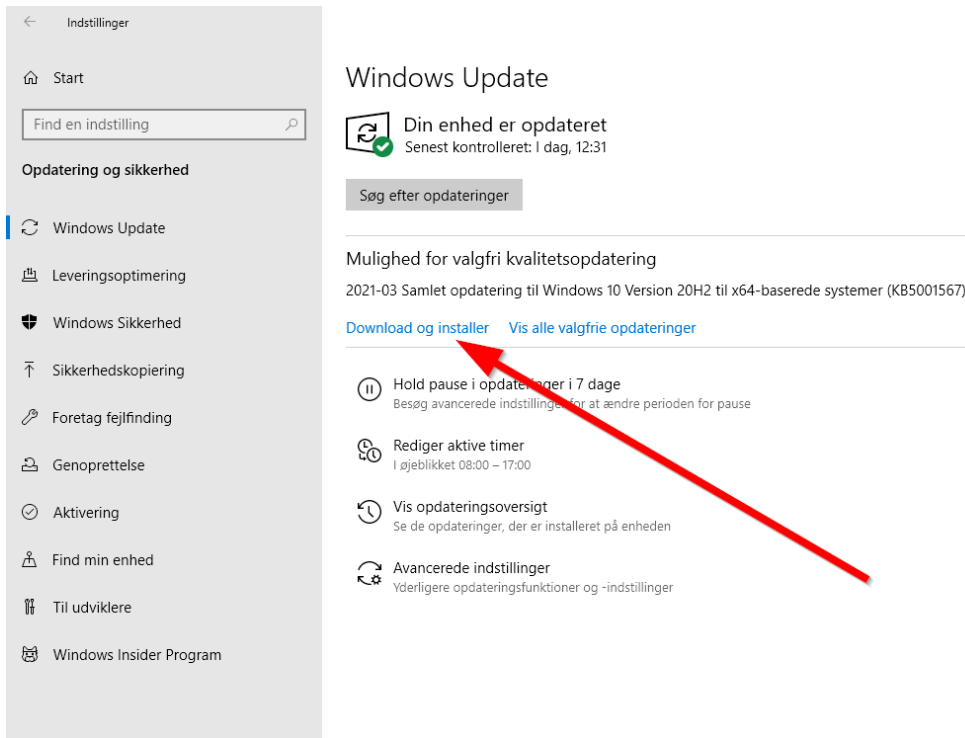 Indstillinger
Start
Find en indstilling
Opdatering og sikkerhed
Windows Update
Leveringsoptimering
Windows Sikkerhed
Sikkerhedskopiering
Foretag fejlfinding
Genoprettelse
Aktivering
Find min enhed
Til udviklere
Windows Insider Program
Windows Update
Din enhed er opdateret
Senest kontrolleret: I dag, 12:31
Søg efter opdateringer
Mulighed for valgfri kvalitetsopdatering
2021-03 Samlet opdatering til Windows 10 Version 20H2 til x64-baserede systemer (KB5001567)
Download og installer Vis alle valgfrie opdateringer
Hold pause i opdateringer i 7 dage
Besøg avancerede indstillinger for at ændre perioden for pause
Rediger aktive timer
I øjeblikket 08:00 – 17:00
Vis opdateringsoversigt
Se de opdateringer, der er installeret på enheden
Avancerede indstillinger
Yderligere opdateringsfunktioner og -indstillinger